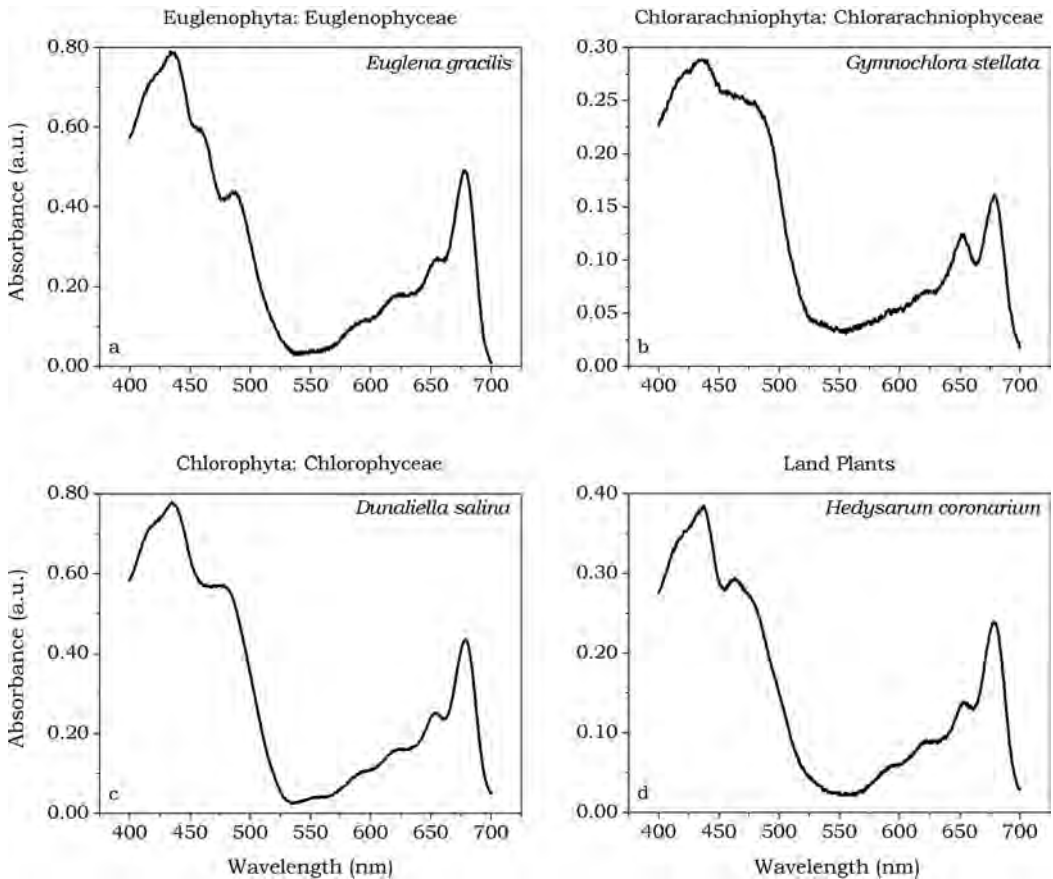 Euglenophyta: Euglenophyceae
Chlorarachniophyta: Chlorarachniophyceae
0.80
0.60
0.40
0.20
0.00
Absorbance (a.u.)
Euglena gracilis
a
400 450 500 550 600 650 700
0.30
0.25
0.20
0.15
0.10
0.05
0.00
Gymnochlora stellata
b
400 450 500 550 600 650 700
Chlorophyta: Chlorophyceae
Land Plants
0.80
0.60
0.40
0.20
0.00
Absorbance (a.u.)
Dunaliella salina
c
400 450 500 550 600 650 700
Wavelength (nm)
0.40
0.30
0.20
0.10
0.00
Hedysarum coronarium
d
400 450 500 550 600 650 700
Wavelength (nm)